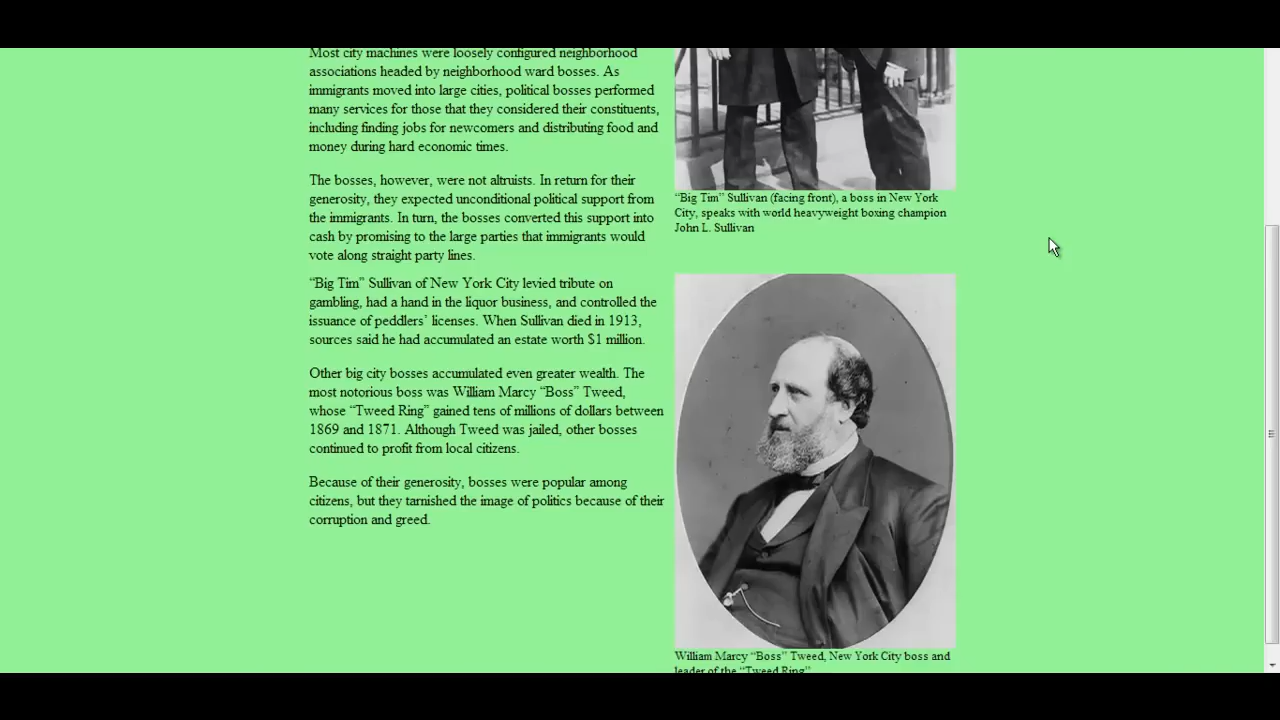 Most city machines were loosely configured neighborhood
associations headed by neighborhood ward bosses. As
immigrants moved into large cities, political bosses performed
many services for those that they considered their constituents,
including finding jobs for newcomers and distributing food and
money during hard economic times.
The bosses, however, were not altruists. In return for their
generosity, they expected unconditional political support from
the immigrants. In turn, the bosses converted this support into
cash by promising to the large parties that immigrants would
vote along straight party lines.
“Big Tim” Sullivan of New York City levied tribute on
gambling, had a hand in the liquor business, and controlled the
issuance of peddlers’ licenses. When Sullivan died in 1913,
sources said he had accumulated an estate worth $1 million.
Other big city bosses accumulated even greater wealth. The
most notorious boss was William Marcy “Boss” Tweed,
whose “Tweed Ring” gained tens of millions of dollars between
1869 and 1871. Although Tweed was jailed, other bosses
continued to profit from local citizens.
Because of their generosity, bosses were popular among
citizens, but they tarnished the image of politics because of their
corruption and greed.
“Big Tim” Sullivan (facing front), a boss in New York
City, speaks with world heavyweight boxing champion
John L. Sullivan
William Marcy “Boss” Tweed, New York City boss and
leader of the “Tweed Ring”